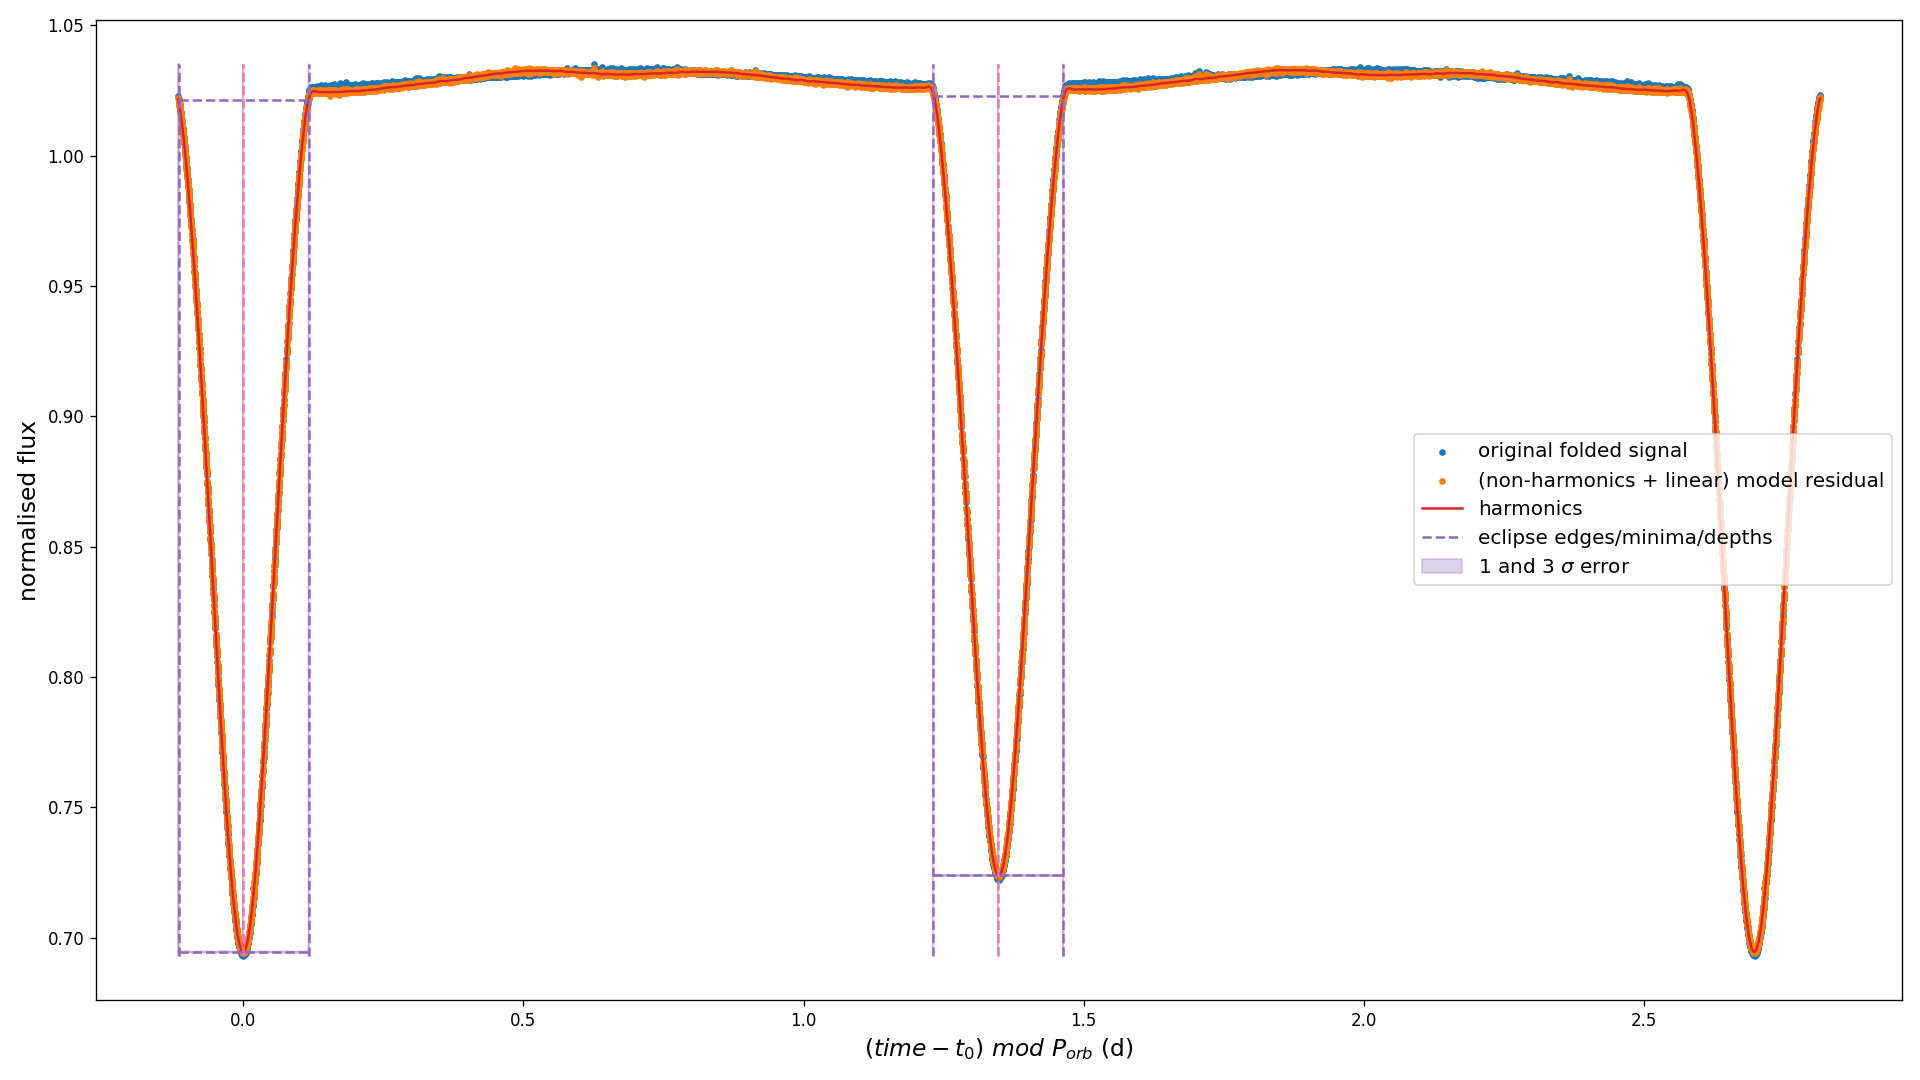 1.05
1.00
0.95
0.90
0.85
0.80
0.75
0.70
normalised flux
original folded signal
(non-harmonics + linear) model residual
harmonics
eclipse edges/minima/depths
1 and 3 σ error
0.0 0.5 1.0 1.5 2.0 2.5
(time − t₀) mod Pₒᵣb (d)